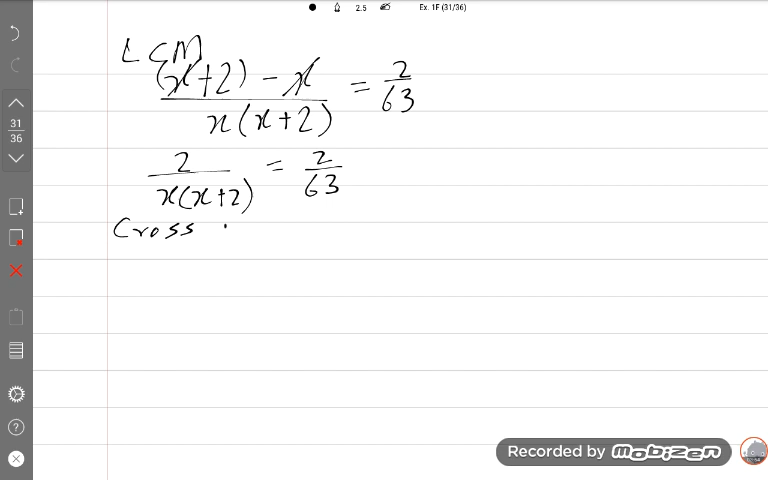 2.5 Ex. 1F (31/36)
31
36
LCM
(x+2) - x / x(x+2) = 2/63
2 / x(x+2) = 2/63
Cross
Recorded by mobizen